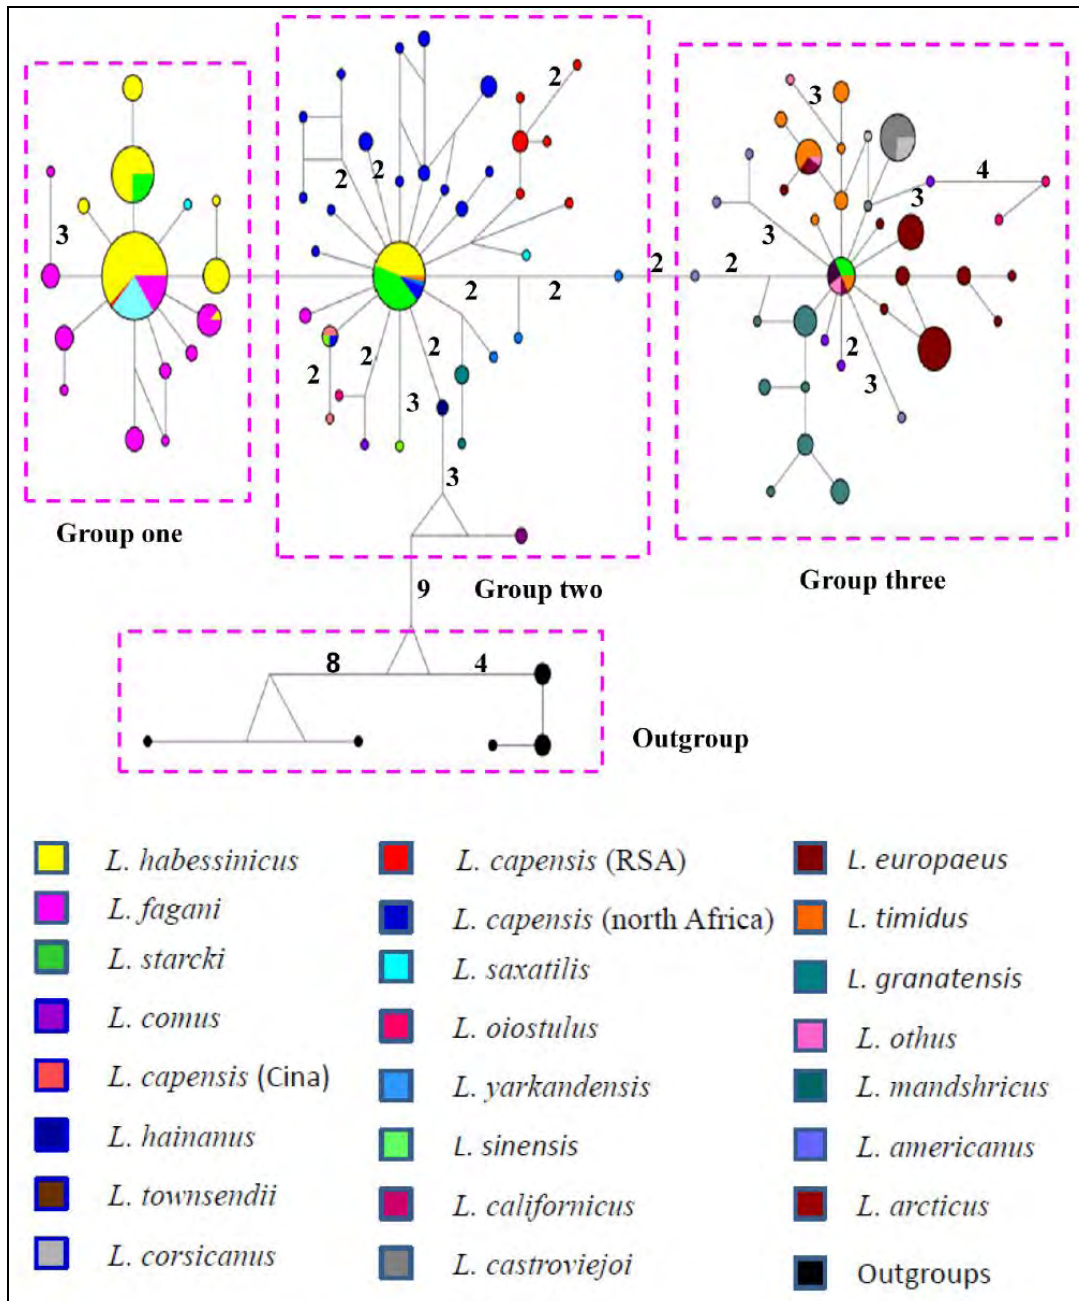 3
2
2
2
2
2
2
2
2
2
3
3
2
2
3
3
4
3
2
3
Group one
Group two
Group three
9
8
4
Outgroup
L. habessinicus
L. fagani
L. starcki
L. comus
L. capensis (Cina)
L. hainanus
L. townsendii
L. corsicanus
L. capensis (RSA)
L. capensis (north Africa)
L. saxatilis
L. oiostulus
L. yarkandensis
L. sinensis
L. californicus
L. castroviejoi
L. europaeus
L. timidus
L. granatensis
L. othus
L. mandshricus
L. americanus
L. arcticus
Outgroups